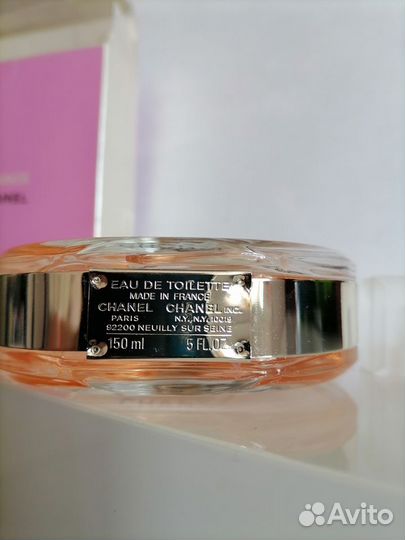 CHANEL
EAU DE TOILETTE
MADE IN FRANCE
CHANEL CHANEL INC.
PARIS N.Y., N.Y. 10019
92200 NEUILLY SUR SEINE
150 ml 5 FL.OZ.
Avito